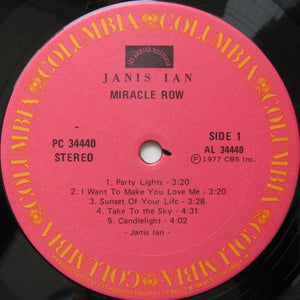 COLUMBIA COLUMBIA COLUMBIA COLUMBIA COLUMBIA COLUMBIA
JANIS IAN
MIRACLE ROW
PC 34440
STEREO
SIDE 1
AL 34440
Ⓟ 1977 CBS Inc.
1. Party Lights - 3:20
2. I Want To Make You Love Me - 3:20
3. Sunset Of Your Life - 3:28
4. Take To the Sky - 4:31
5. Candlelight - 4:02
- Janis Ian -